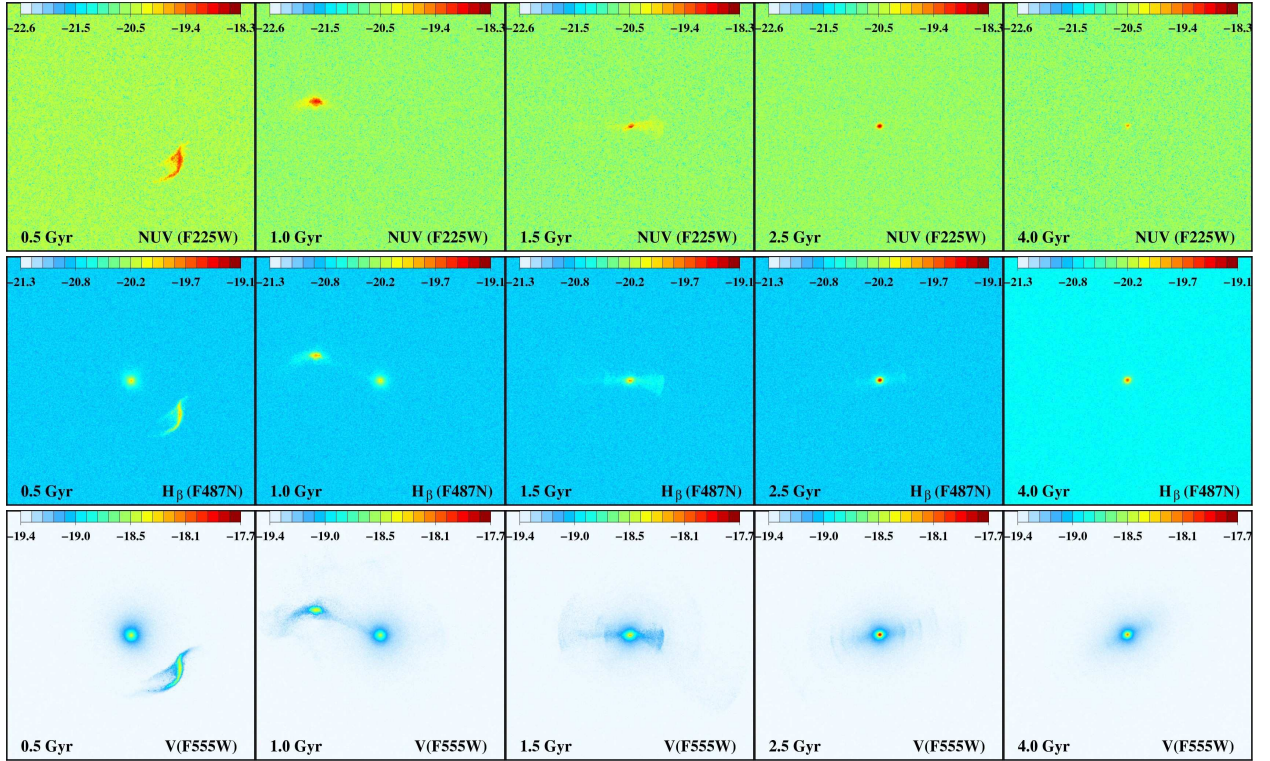 −22.6 −21.5 −20.5 −19.4 −18.3 −22.6 −21.5 −20.5 −19.4 −18.3 −22.6 −21.5 −20.5 −19.4 −18.3 −22.6 −21.5 −20.5 −19.4 −18.3 −22.6 −21.5 −20.5 −19.4 −18.3
0.5 Gyr NUV (F225W) 1.0 Gyr NUV (F225W) 1.5 Gyr NUV (F225W) 2.5 Gyr NUV (F225W) 4.0 Gyr NUV (F225W)
−21.3 −20.8 −20.2 −19.7 −19.1 −21.3 −20.8 −20.2 −19.7 −19.1 −21.3 −20.8 −20.2 −19.7 −19.1 −21.3 −20.8 −20.2 −19.7 −19.1 −21.3 −20.8 −20.2 −19.7 −19.1
0.5 Gyr Hβ (F487N) 1.0 Gyr Hβ (F487N) 1.5 Gyr Hβ (F487N) 2.5 Gyr Hβ (F487N) 4.0 Gyr Hβ (F487N)
−19.4 −19.0 −18.5 −18.1 −17.7 −19.4 −19.0 −18.5 −18.1 −17.7 −19.4 −19.0 −18.5 −18.1 −17.7 −19.4 −19.0 −18.5 −18.1 −17.7 −19.4 −19.0 −18.5 −18.1 −17.7
0.5 Gyr V(F555W) 1.0 Gyr V(F555W) 1.5 Gyr V(F555W) 2.5 Gyr V(F555W) 4.0 Gyr V(F555W)